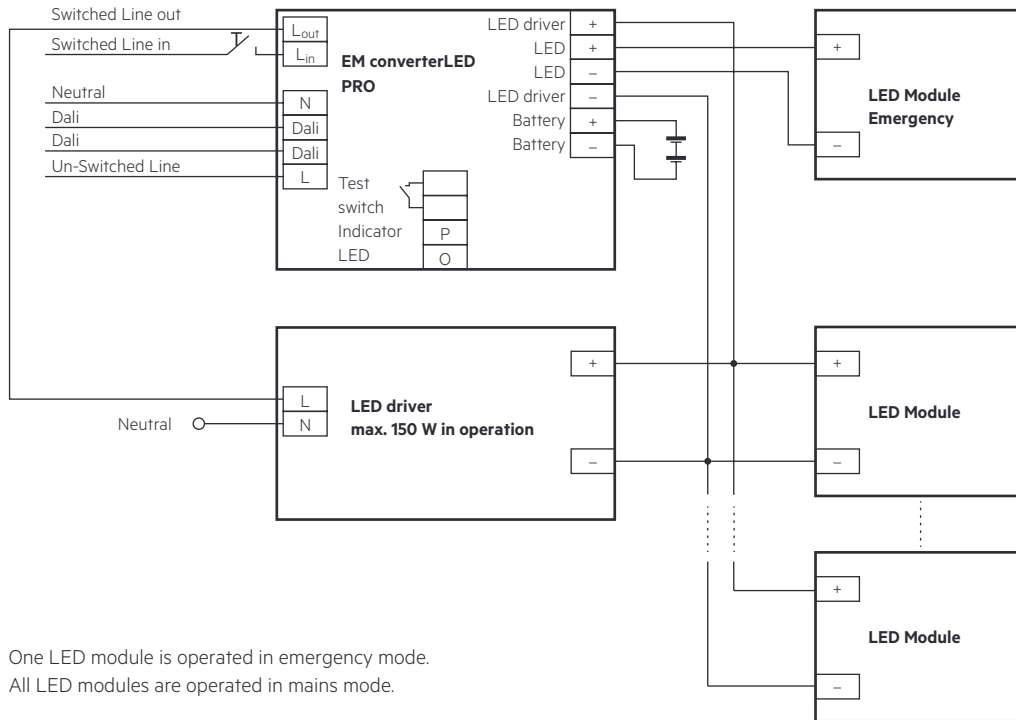 Switched Line out
Switched Line in
Neutral
Dali
Dali
Un-Switched Line
Lout
Lin
N
Dali
Dali
L
EM converterLED
PRO
Test
switch
Indicator
LED
P
O
LED driver +
LED +
LED –
LED driver –
Battery +
Battery –
+
–
LED Module
Emergency
Neutral
L
N
LED driver
max. 150 W in operation
+
–
+
–
LED Module
+
–
LED Module
One LED module is operated in emergency mode.
All LED modules are operated in mains mode.